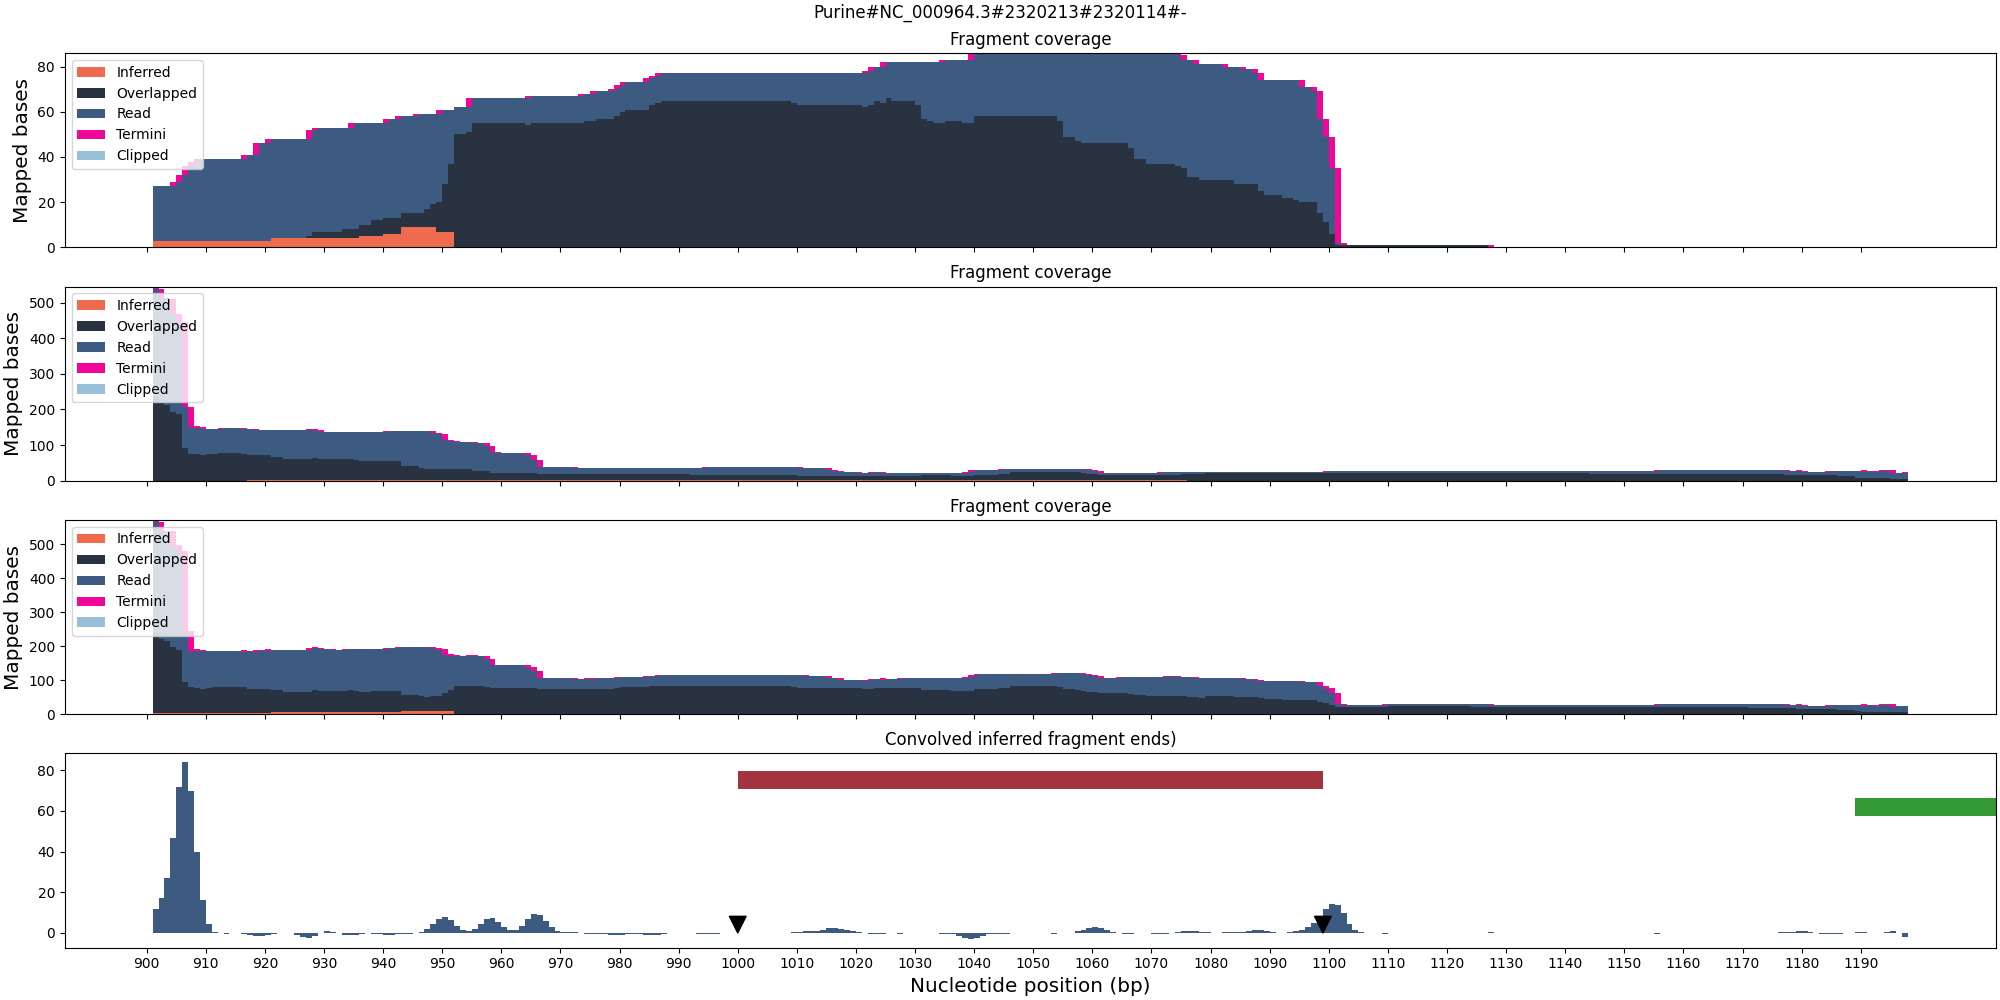 Purine#NC_000964.3#2320213#2320114#-
Fragment coverage
Mapped bases
80
60
40
20
0
Inferred
Overlapped
Read
Termini
Clipped
Fragment coverage
Mapped bases
500
400
300
200
100
0
Inferred
Overlapped
Read
Termini
Clipped
Fragment coverage
Mapped bases
500
400
300
200
100
0
Inferred
Overlapped
Read
Termini
Clipped
Convolved inferred fragment ends)
80
60
40
20
0
900 910 920 930 940 950 960 970 980 990 1000 1010 1020 1030 1040 1050 1060 1070 1080 1090 1100 1110 1120 1130 1140 1150 1160 1170 1180 1190
Nucleotide position (bp)